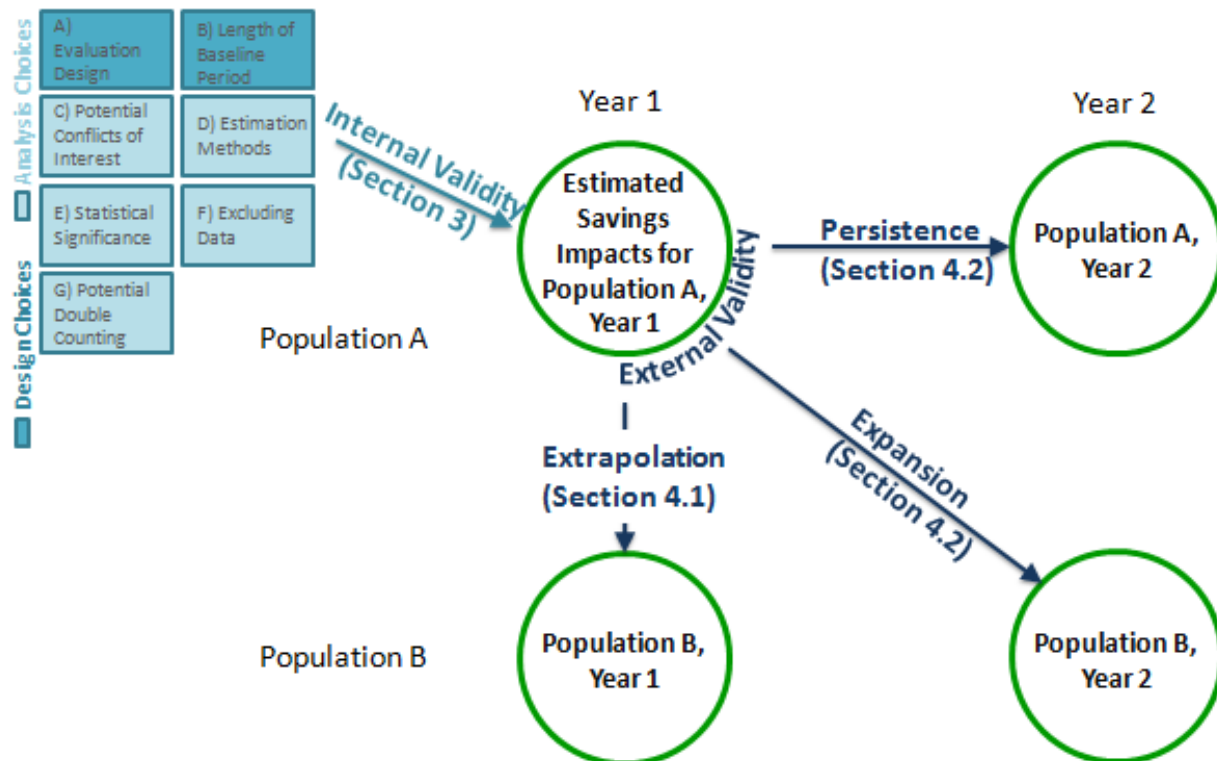 Analysis Choices
Design Choices
A)
Evaluation
Design
B) Length of
Baseline
Period
C) Potential
Conflicts of
Interest
D) Estimation
Methods
E) Statistical
Significance
F) Excluding
Data
G) Potential
Double
Counting
Internal Validity
(Section 3)
Year 1
Year 2
Estimated
Savings
Impacts for
Population A,
Year 1
Persistence
(Section 4.2)
Population A,
Year 2
Population A
External Validity
Extrapolation
(Section 4.1)
Expansion
(Section 4.2)
Population B
Population B,
Year 1
Population B,
Year 2